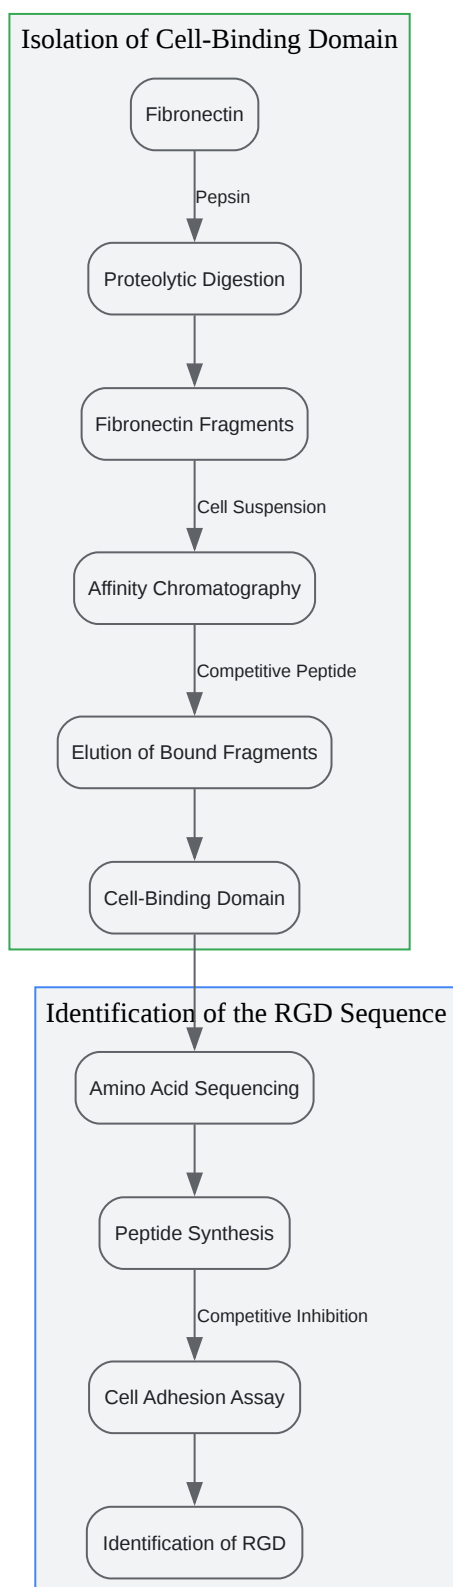 Isolation of Cell-Binding Domain
Fibronectin
Pepsin
Proteolytic Digestion
Fibronectin Fragments
Cell Suspension
Affinity Chromatography
Competitive Peptide
Elution of Bound Fragments
Cell-Binding Domain
Identification of the RGD Sequence
Amino Acid Sequencing
Peptide Synthesis
Competitive Inhibition
Cell Adhesion Assay
Identification of RGD